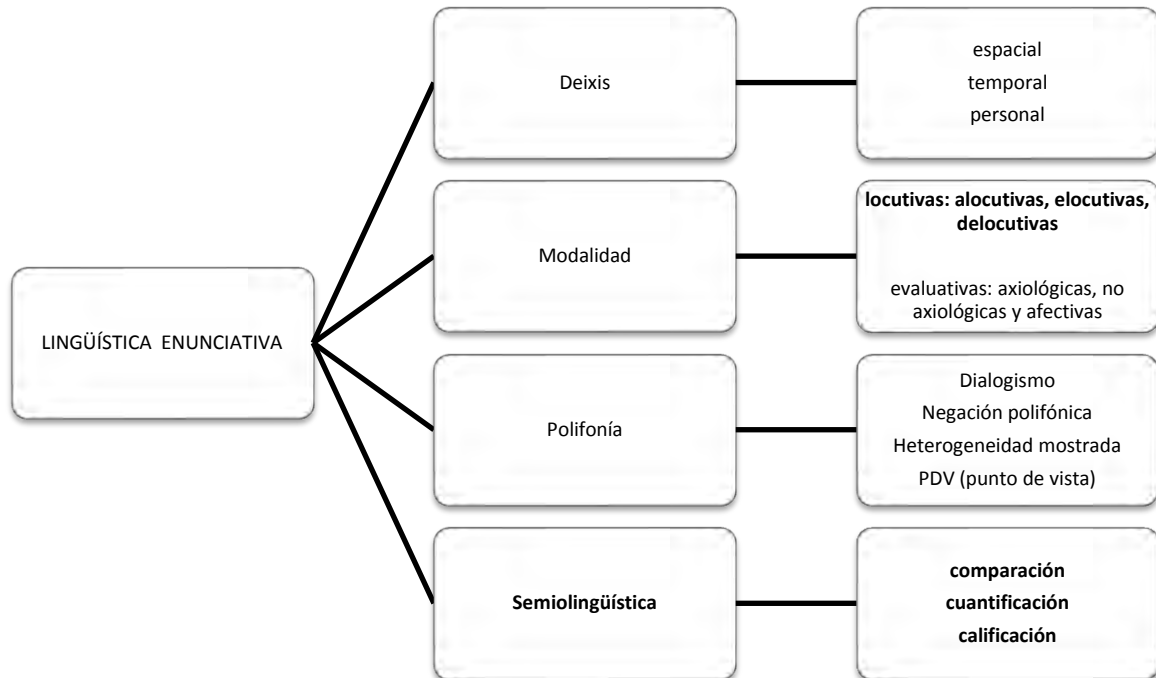 LINGÜÍSTICA ENUNCIATIVA
Deixis
espacial
temporal
personal
Modalidad
locutivas: alocutivas, elocutivas,
delocutivas
evaluativas: axiológicas, no
axiológicas y afectivas
Polifonía
Dialogismo
Negación polifónica
Heterogeneidad mostrada
PDV (punto de vista)
Semiolingüística
comparación
cuantificación
calificación